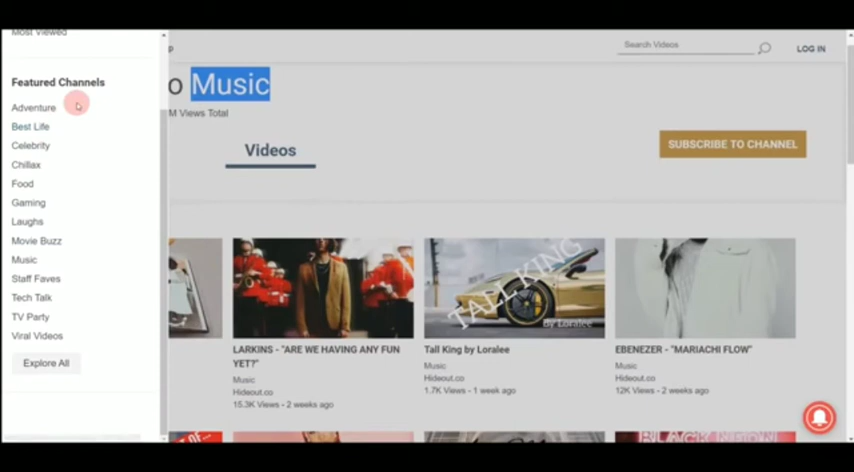 Most Viewed
Featured Channels
Adventure
Best Life
Celebrity
Chillax
Food
Gaming
Laughs
Movie Buzz
Music
Staff Faves
Tech Talk
TV Party
Viral Videos
Explore All
p
Search Videos
LOG IN
o Music
M Views Total
Videos
SUBSCRIBE TO CHANNEL
TALL KING
By Loralee
LARKINS - "ARE WE HAVING ANY FUN
YET?"
Music
Hideout.co
15.3K Views - 2 weeks ago
Tall King by Loralee
Music
Hideout.co
1.7K Views - 1 week ago
EBENEZER - "MARIACHI FLOW"
Music
Hideout.co
12K Views - 2 weeks ago